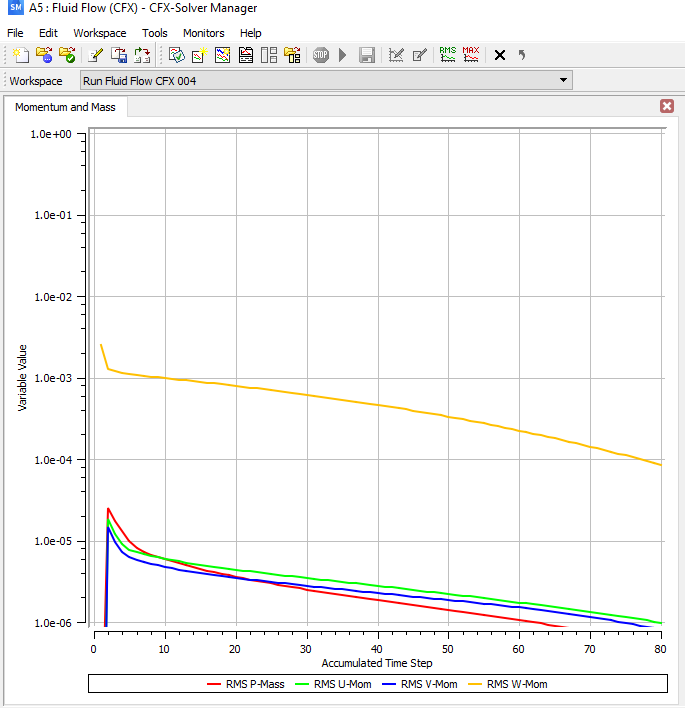 SM A5 : Fluid Flow (CFX) - CFX-Solver Manager
File Edit Workspace Tools Monitors Help
STOP RMS MAX
Workspace Run Fluid Flow CFX 004
Momentum and Mass
1.0e+00
1.0e-01
1.0e-02
1.0e-03
1.0e-04
1.0e-05
1.0e-06
Variable Value
0 10 20 30 40 50 60 70 80
Accumulated Time Step
RMS P-Mass RMS U-Mom RMS V-Mom RMS W-Mom